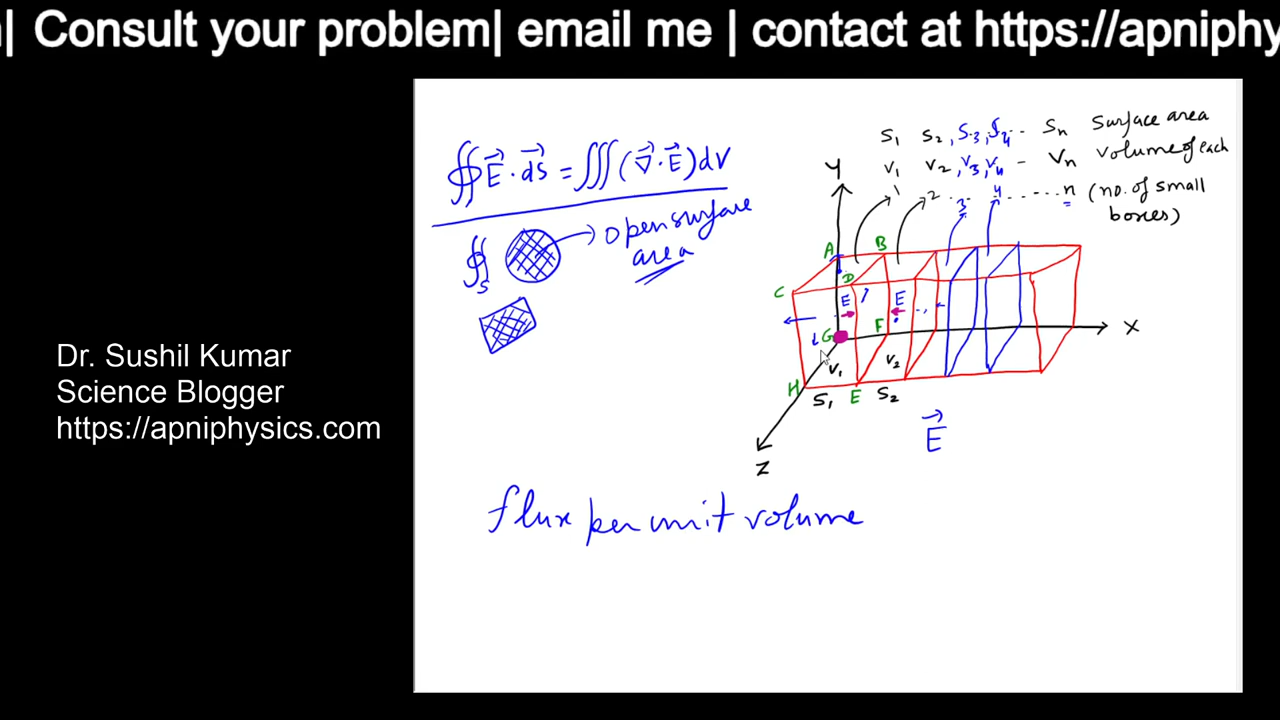 | Consult your problem| email me | contact at https://apniphy
∯ E⃗ · dS⃗ = ∭ (∇⃗ · E⃗) dV
∯ S
open surface
area
S1 S2, S3, S4 -- Sn Surface area
V1 V2, V3, V4 - Vn volume of each
1 2 -- 3 -- 4 ------ n (no. of small
boxes)
Y
A B
C D
E E
G F X
V1 V2
H S1 E S2
E⃗
Z
Dr. Sushil Kumar
Science Blogger
https://apniphysics.com
flux per unit volume